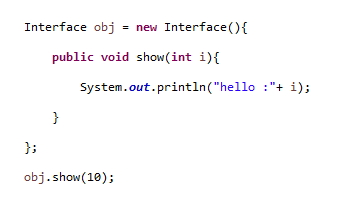 Interface obj = new Interface(){
public void show(int i){
System.out.println("hello :"+ i);
}
};
obj.show(10);